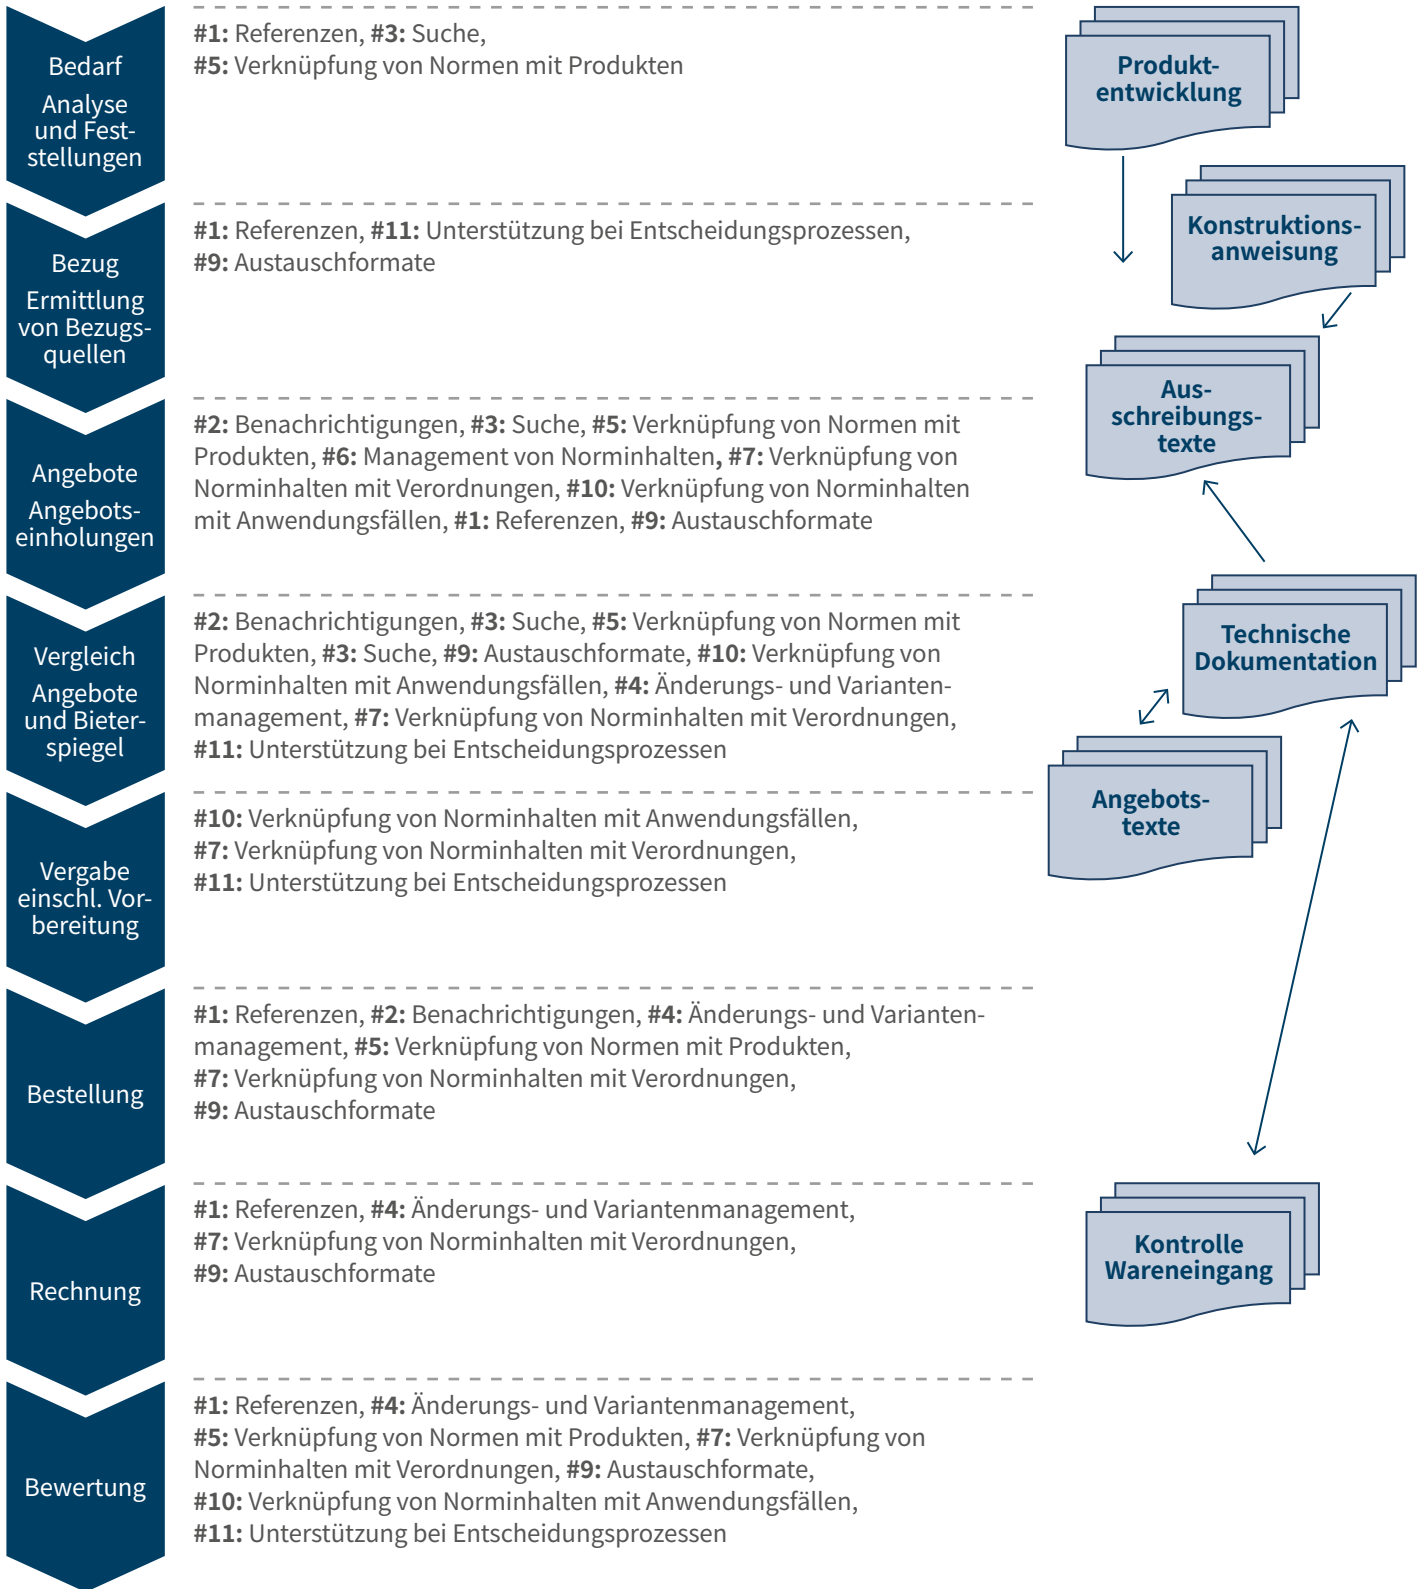 Bedarf
Analyse
und Fest-
stellungen
#1: Referenzen, #3: Suche,
#5: Verknüpfung von Normen mit Produkten
Bezug
Ermittlung
von Bezugs-
quellen
#1: Referenzen, #11: Unterstützung bei Entscheidungsprozessen,
#9: Austauschformate
Angebote
Angebots-
einholungen
#2: Benachrichtigungen, #3: Suche, #5: Verknüpfung von Normen mit
Produkten, #6: Management von Norminhalten, #7: Verknüpfung von
Norminhalten mit Verordnungen, #10: Verknüpfung von Norminhalten
mit Anwendungsfällen, #1: Referenzen, #9: Austauschformate
Vergleich
Angebote
und Bieter-
spiegel
#2: Benachrichtigungen, #3: Suche, #5: Verknüpfung von Normen mit
Produkten, #3: Suche, #9: Austauschformate, #10: Verknüpfung von
Norminhalten mit Anwendungsfällen, #4: Änderungs- und Varianten-
management, #7: Verknüpfung von Norminhalten mit Verordnungen,
#11: Unterstützung bei Entscheidungsprozessen
Vergabe
einschl. Vor-
bereitung
#10: Verknüpfung von Norminhalten mit Anwendungsfällen,
#7: Verknüpfung von Norminhalten mit Verordnungen,
#11: Unterstützung bei Entscheidungsprozessen
Bestellung
#1: Referenzen, #2: Benachrichtigungen, #4: Änderungs- und Varianten-
management, #5: Verknüpfung von Normen mit Produkten,
#7: Verknüpfung von Norminhalten mit Verordnungen,
#9: Austauschformate
Rechnung
#1: Referenzen, #4: Änderungs- und Variantenmanagement,
#7: Verknüpfung von Norminhalten mit Verordnungen,
#9: Austauschformate
Bewertung
#1: Referenzen, #4: Änderungs- und Variantenmanagement,
#5: Verknüpfung von Normen mit Produkten, #7: Verknüpfung von
Norminhalten mit Verordnungen, #9: Austauschformate,
#10: Verknüpfung von Norminhalten mit Anwendungsfällen,
#11: Unterstützung bei Entscheidungsprozessen
Produkt-
entwicklung
Konstruktions-
anweisung
Aus-
schreibungs-
texte
Technische
Dokumentation
Angebots-
texte
Kontrolle
Wareneingang